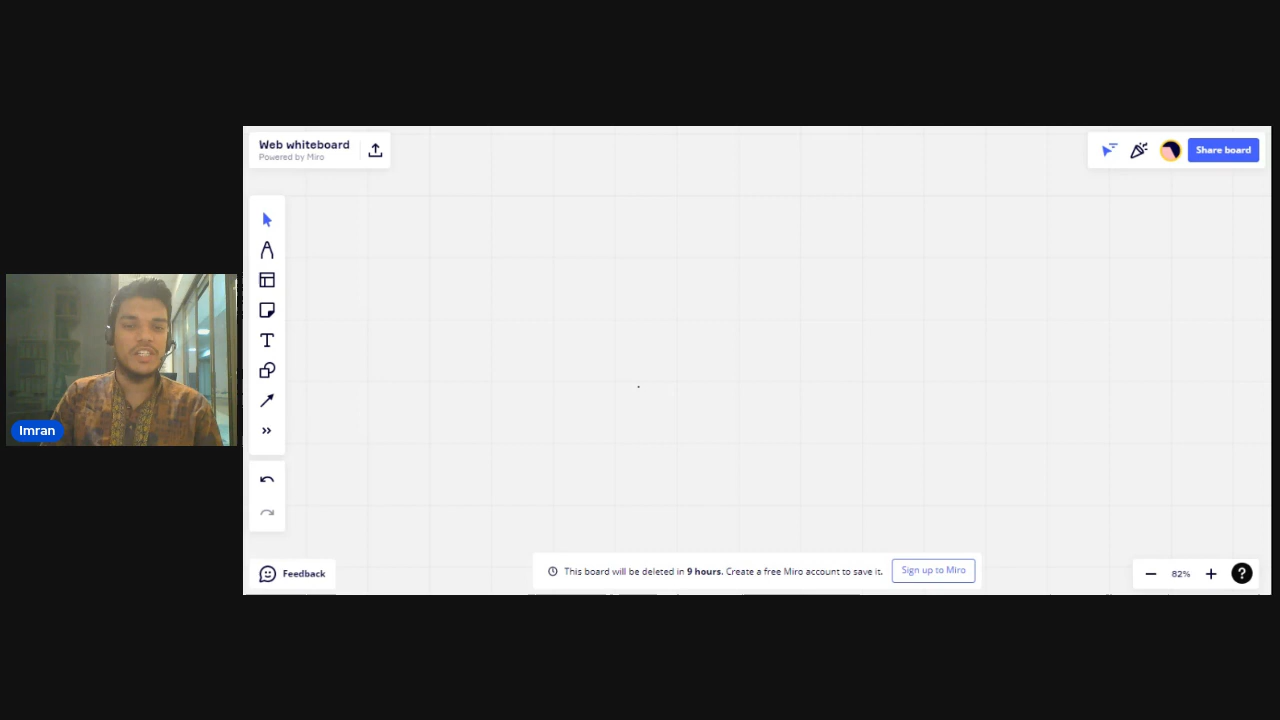 Web whiteboard
Powered by Miro
Share board
T
Imran
Feedback
This board will be deleted in 9 hours. Create a free Miro account to save it.
Sign up to Miro
82%
?